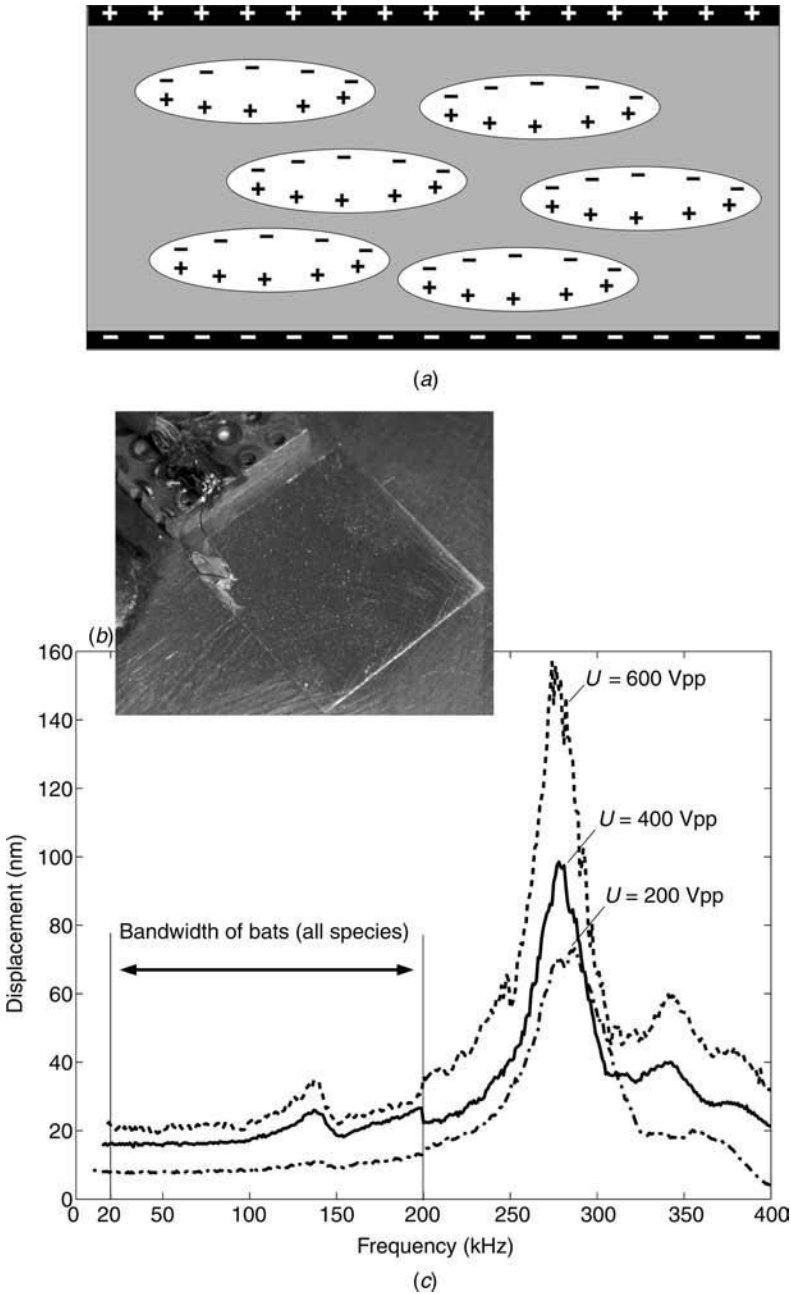 (a)
(b)
160
140
120
100
80
60
40
20
0
Displacement (nm)
U = 600 Vpp
U = 400 Vpp
U = 200 Vpp
Bandwidth of bats (all species)
0 20 50 100 150 200 250 300 350 400
Frequency (kHz)
(c)